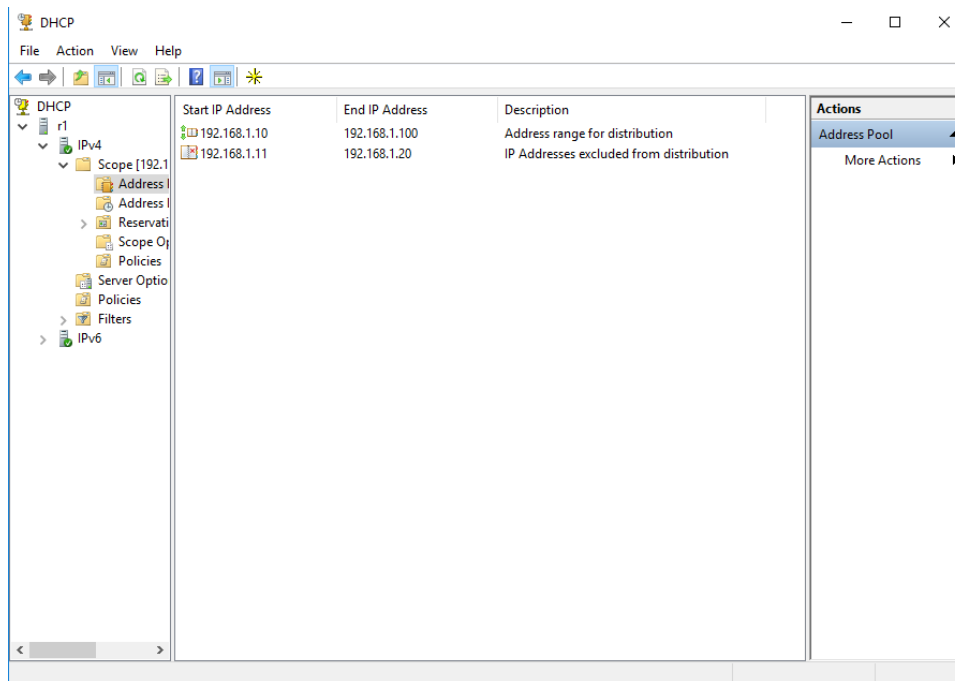 DHCP
File Action View Help
DHCP
r1
IPv4
Scope [192.1
Address
Address
Reservati
Scope Op
Policies
Server Optio
Policies
Filters
IPv6
Start IP Address End IP Address Description
192.168.1.10 192.168.1.100 Address range for distribution
192.168.1.11 192.168.1.20 IP Addresses excluded from distribution
Actions
Address Pool
More Actions